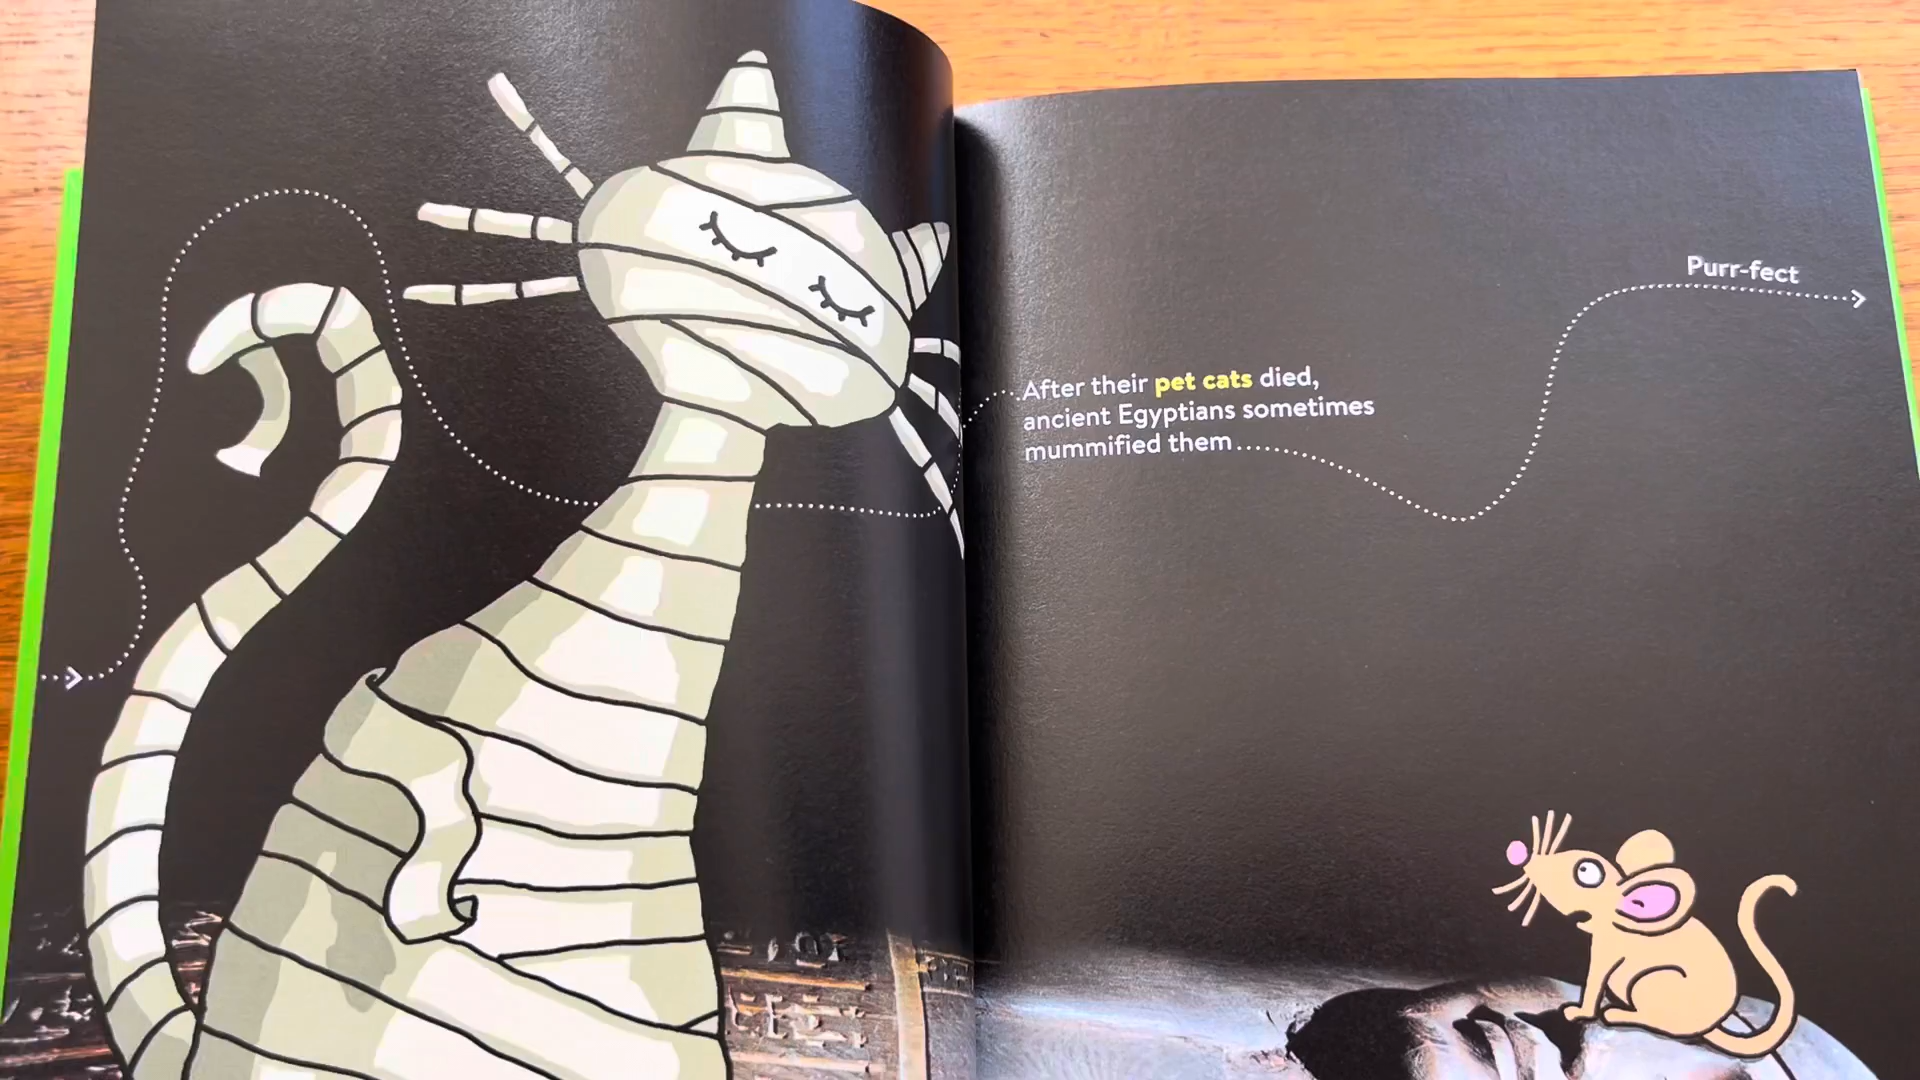 After their pet cats died,
ancient Egyptians sometimes
mummified them
Purr-fect